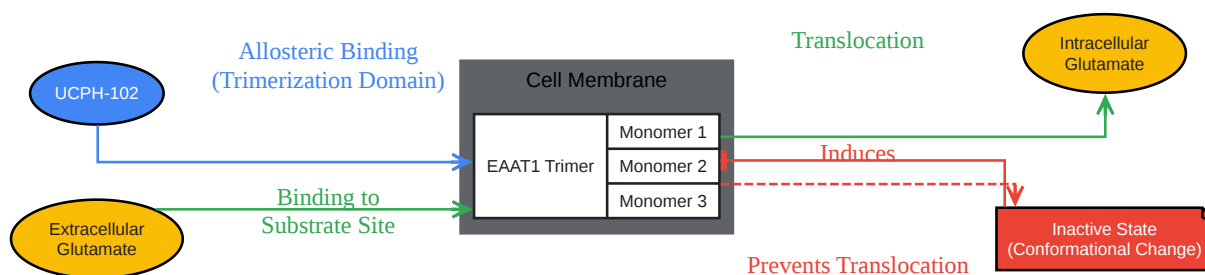 Allosteric Binding
(Trimerization Domain)
Translocation
Intracellular
Glutamate
UCPH-102
Cell Membrane
EAAT1 Trimer
Monomer 1
Monomer 2
Monomer 3
Induces
Binding to
Substrate Site
Extracellular
Glutamate
Inactive State
(Conformational Change)
Prevents Translocation